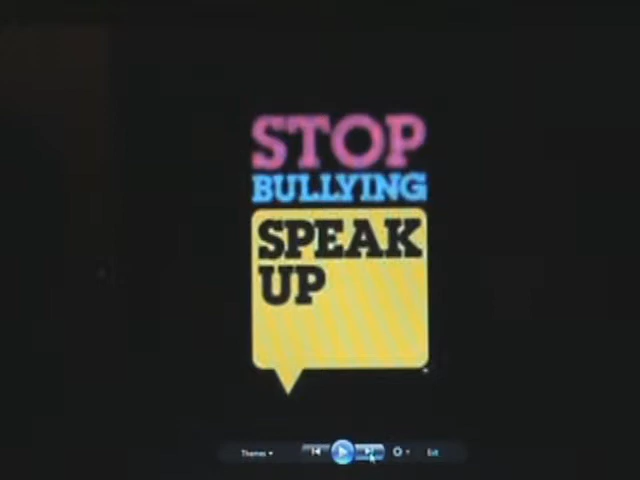 STOP
BULLYING
SPEAK
UP
Themes
Exit